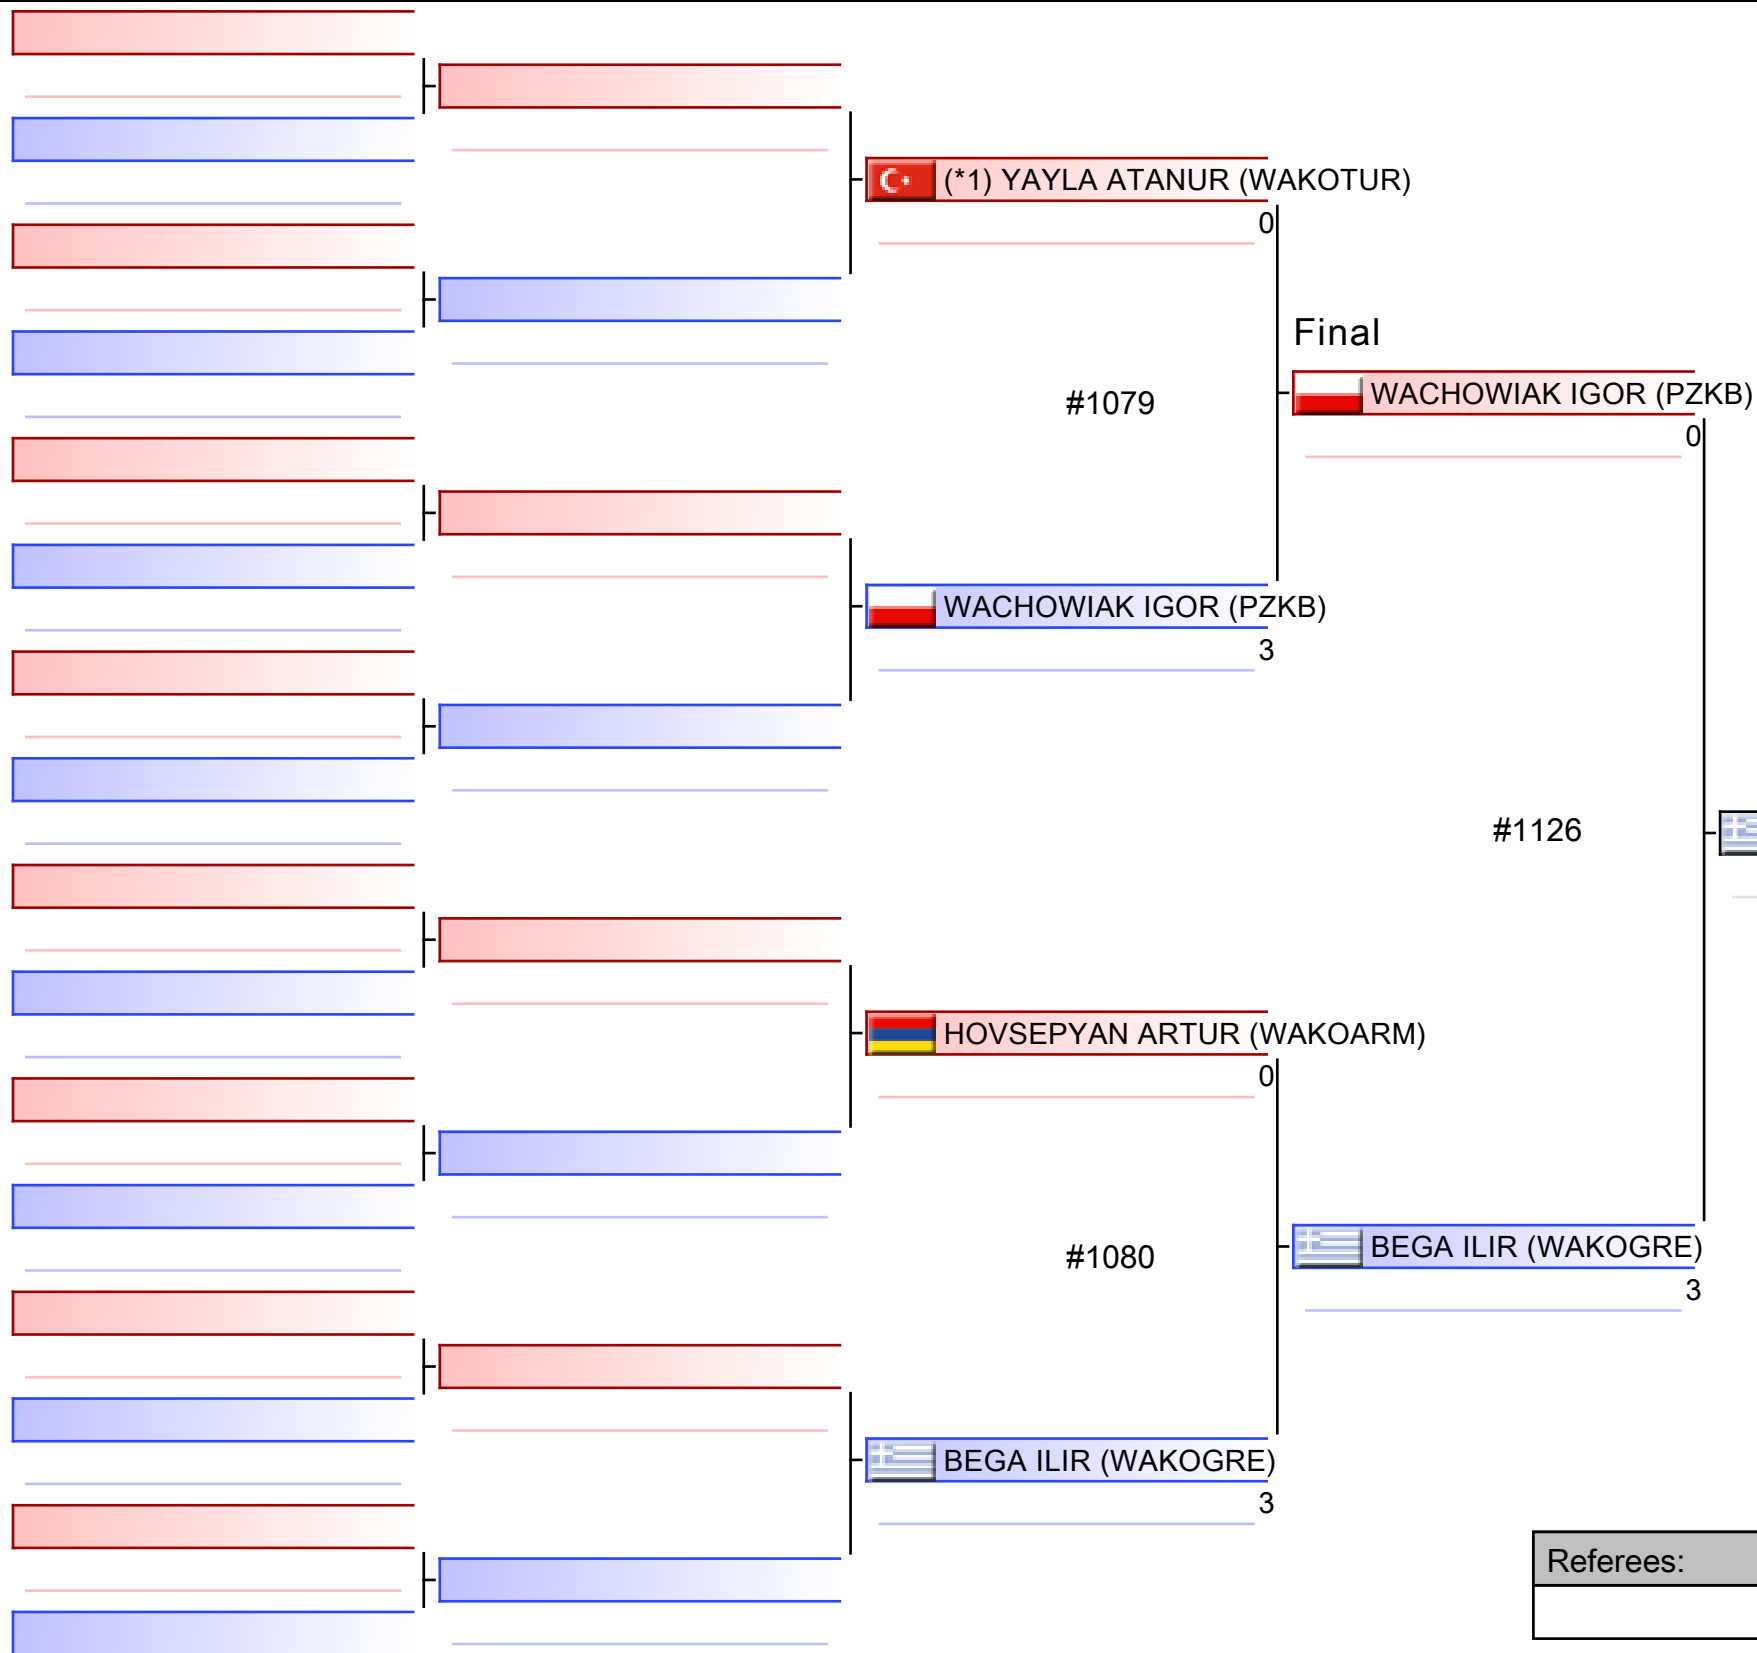 (*1) YAYLA ATANUR (WAKOTUR)
0
Final
#1079
WACHOWIAK IGOR (PZKB)
0
WACHOWIAK IGOR (PZKB)
3
#1126
HOVSEPYAN ARTUR (WAKOARM)
0
#1080
BEGA ILIR (WAKOGRE)
3
BEGA ILIR (WAKOGRE)
3
Referees: